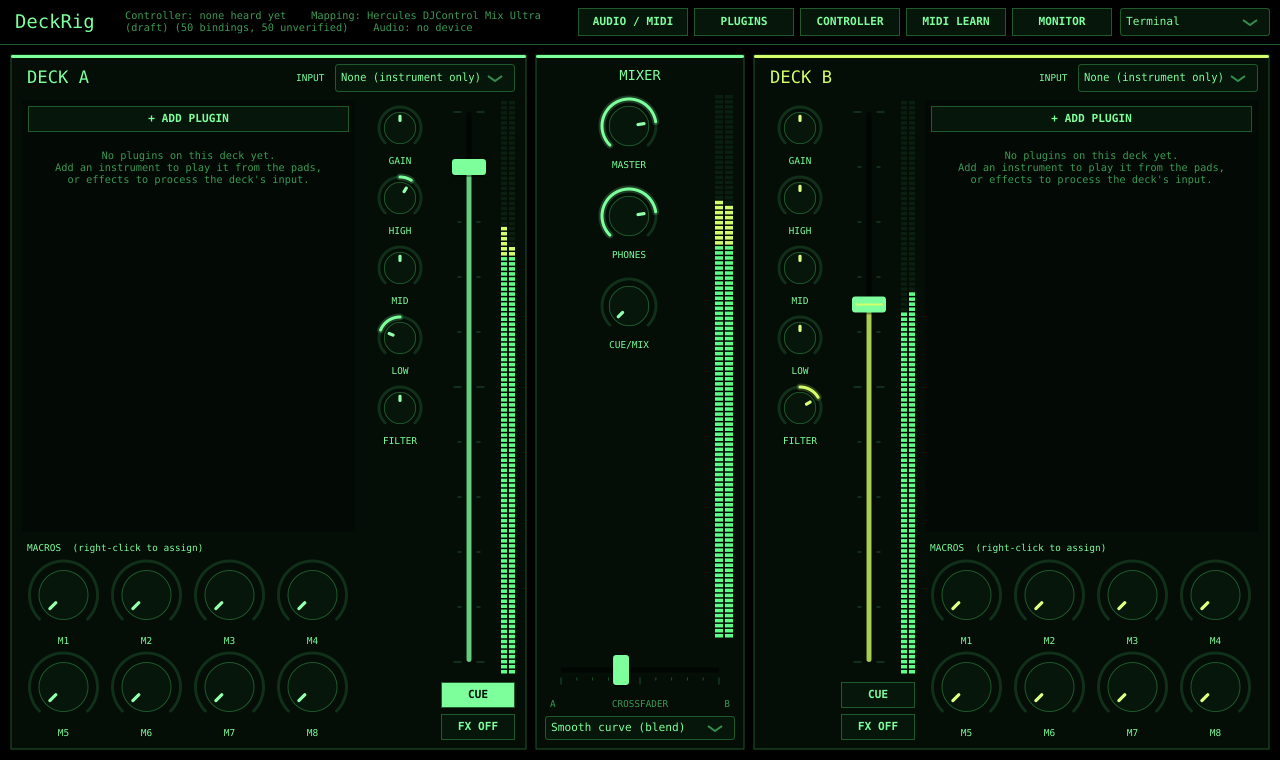 DeckRig
Controller: none heard yet    Mapping: Hercules DJControl Mix Ultra
(draft) (50 bindings, 50 unverified)    Audio: no device
AUDIO / MIDI
PLUGINS
CONTROLLER
MIDI LEARN
MONITOR
Terminal
DECK A
INPUT
None (instrument only)
+ ADD PLUGIN
No plugins on this deck yet.
Add an instrument to play it from the pads,
or effects to process the deck's input.
GAIN
HIGH
MID
LOW
FILTER
MACROS  (right-click to assign)
M1
M2
M3
M4
M5
M6
M7
M8
CUE
FX OFF
MIXER
MASTER
PHONES
CUE/MIX
A
CROSSFADER
B
Smooth curve (blend)
DECK B
INPUT
None (instrument only)
GAIN
HIGH
MID
LOW
FILTER
CUE
FX OFF
+ ADD PLUGIN
No plugins on this deck yet.
Add an instrument to play it from the pads,
or effects to process the deck's input.
MACROS  (right-click to assign)
M1
M2
M3
M4
M5
M6
M7
M8